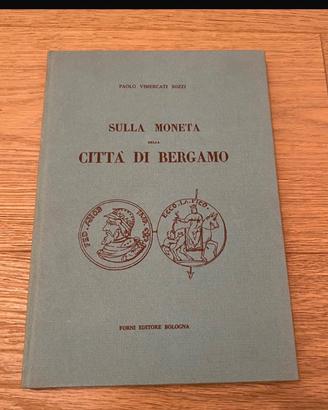 PAOLO VIMERCATI SOZZI
SULLA MONETA
DELLA
CITTÀ DI BERGAMO
FORNI EDITORE BOLOGNA